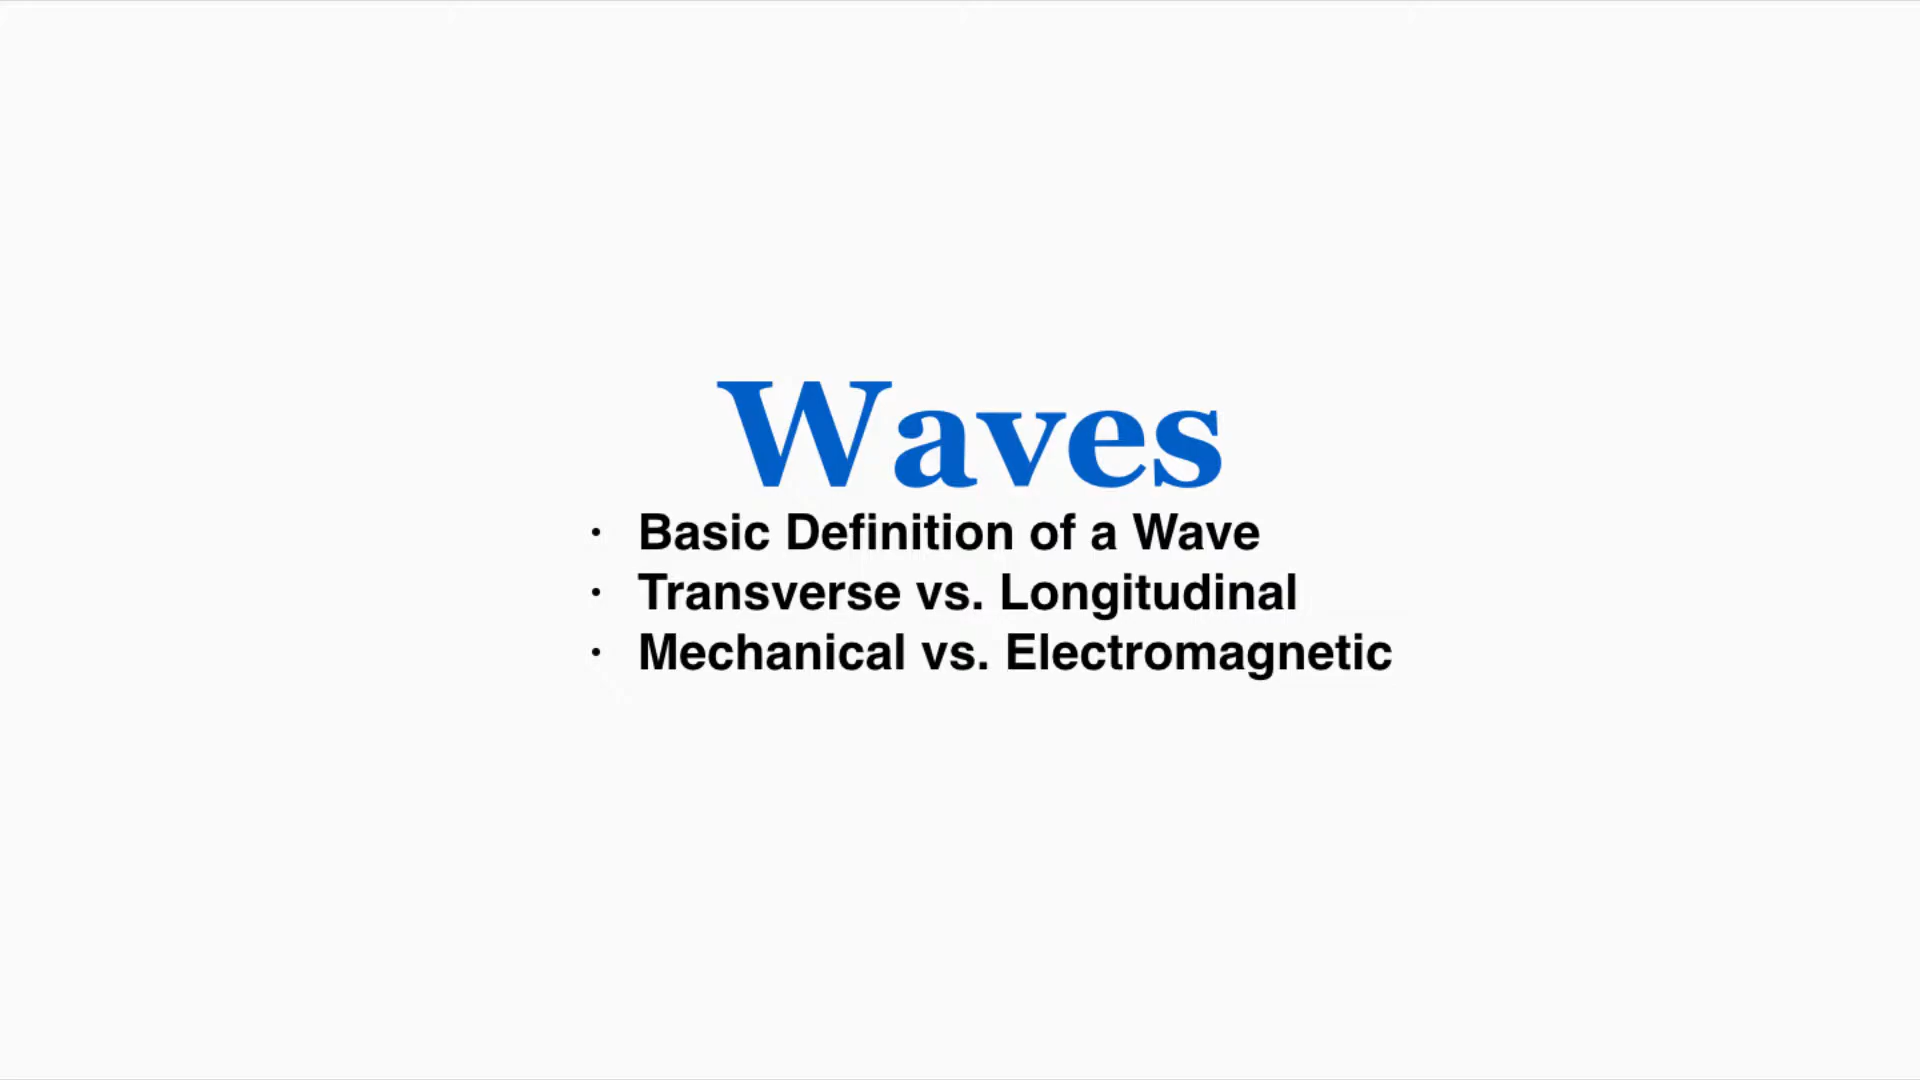 Waves
· Basic Definition of a Wave
· Transverse vs. Longitudinal
· Mechanical vs. Electromagnetic